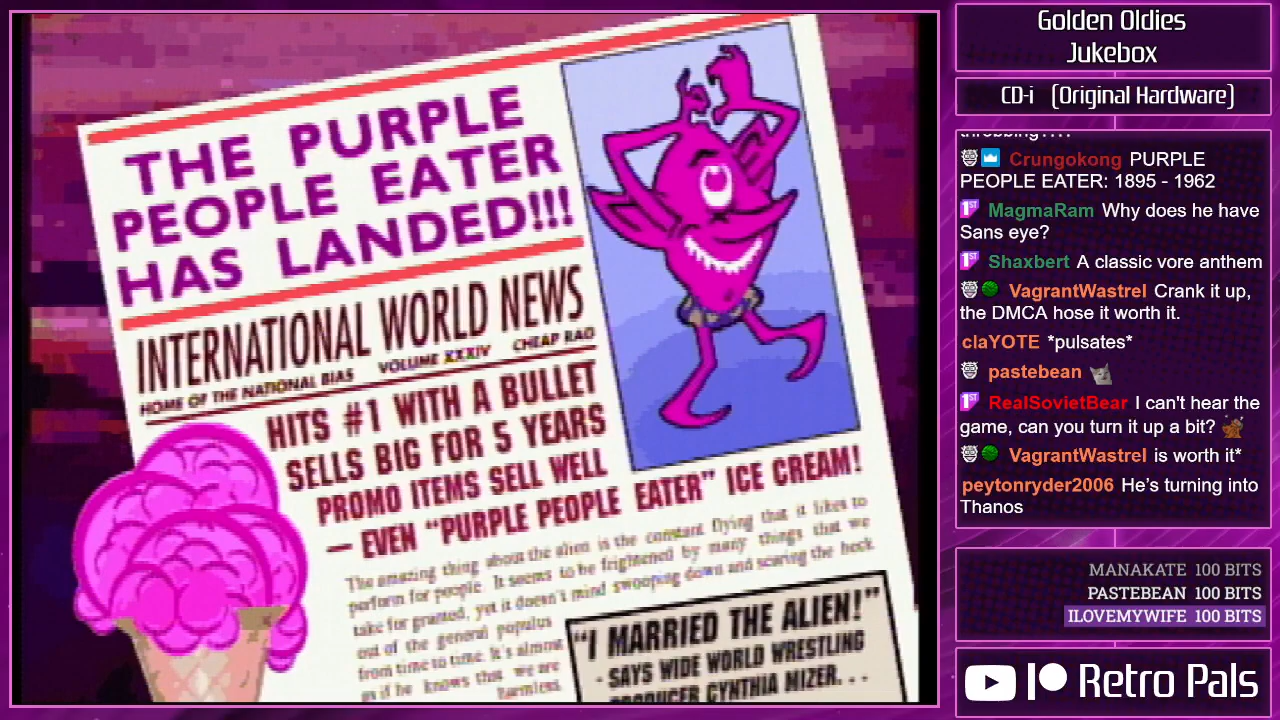 THE PURPLE
PEOPLE EATER
HAS LANDED!!!
INTERNATIONAL WORLD NEWS
HOME OF THE NATIONAL BIAS VOLUME XXXIV CHEAP RAG
HITS #1 WITH A BULLET
SELLS BIG FOR 5 YEARS
PROMO ITEMS SELL WELL
— EVEN “PURPLE PEOPLE EATER” ICE CREAM!
The amazing thing about the alien is the constant flying that it likes to
perform for people. It seems to be frightened by many things that we
take for granted, yet it doesn't mind swooping down and scaring the heck
out of the general populus
from time to time. It's almost
as if he knows that we are
harmless.
“I MARRIED THE ALIEN!”
- SAYS WIDE WORLD WRESTLING
PRODUCER CYNTHIA MIZER. . .
Golden Oldies
Jukebox
CD-i (Original Hardware)
throbbing????
Crungokong PURPLE
PEOPLE EATER: 1895 - 1962
1ST MagmaRam Why does he have
Sans eye?
1ST Shaxbert A classic vore anthem
VagrantWastrel Crank it up,
the DMCA hose it worth it.
claYOTE *pulsates*
pastebean
1ST RealSovietBear I can't hear the
game, can you turn it up a bit?
VagrantWastrel is worth it*
peytonryder2006 He's turning into
Thanos
MANAKATE 100 BITS
PASTEBEAN 100 BITS
ILOVEMYWIFE 100 BITS
Retro Pals